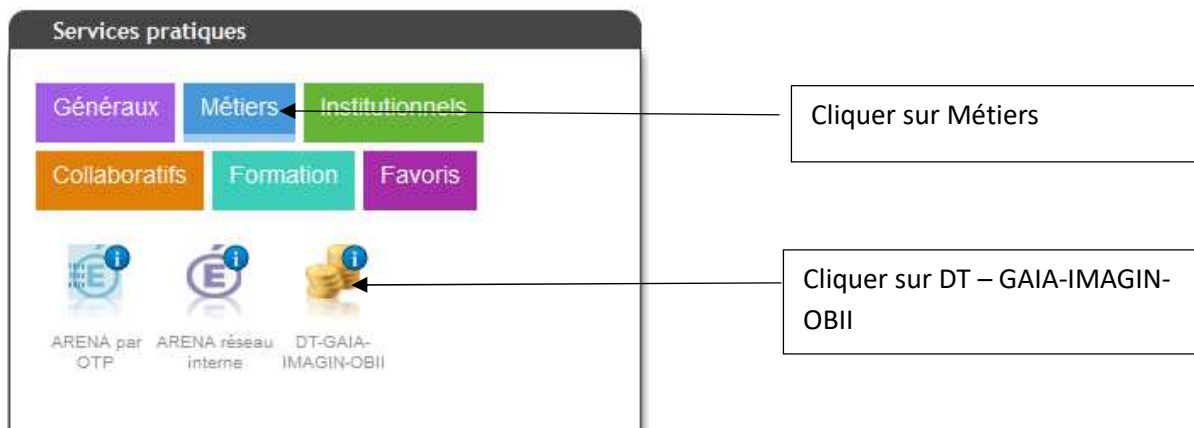 Services pratiques
Généraux
Métiers
Institutionnels
Cliquer sur Métiers
Collaboratifs
Formation
Favoris
ARENA par
OTP
ARENA réseau
interne
DT-GAIA-
IMAGIN-OBII
Cliquer sur DT – GAIA-IMAGIN-
OBII